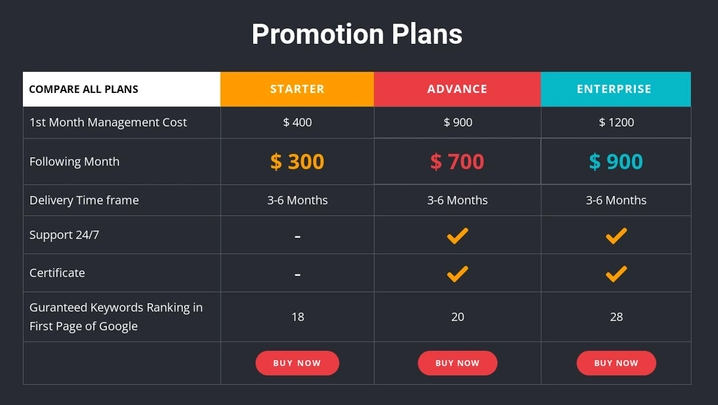 Promotion Plans
COMPARE ALL PLANS STARTER ADVANCE ENTERPRISE
1st Month Management Cost $ 400 $ 900 $ 1200
Following Month $ 300 $ 700 $ 900
Delivery Time frame 3-6 Months 3-6 Months 3-6 Months
Support 24/7 -
Certificate -
Guranteed Keywords Ranking in
First Page of Google 18 20 28
BUY NOW BUY NOW BUY NOW